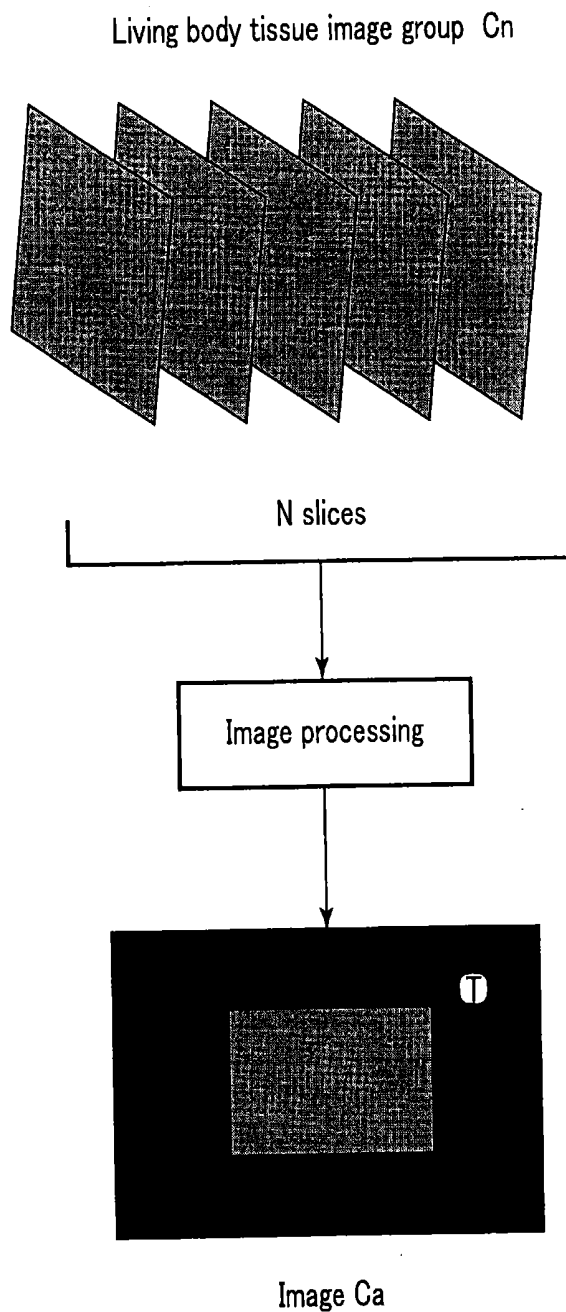 Living body tissue image group Cn
N slices
Image processing
T
Image Ca